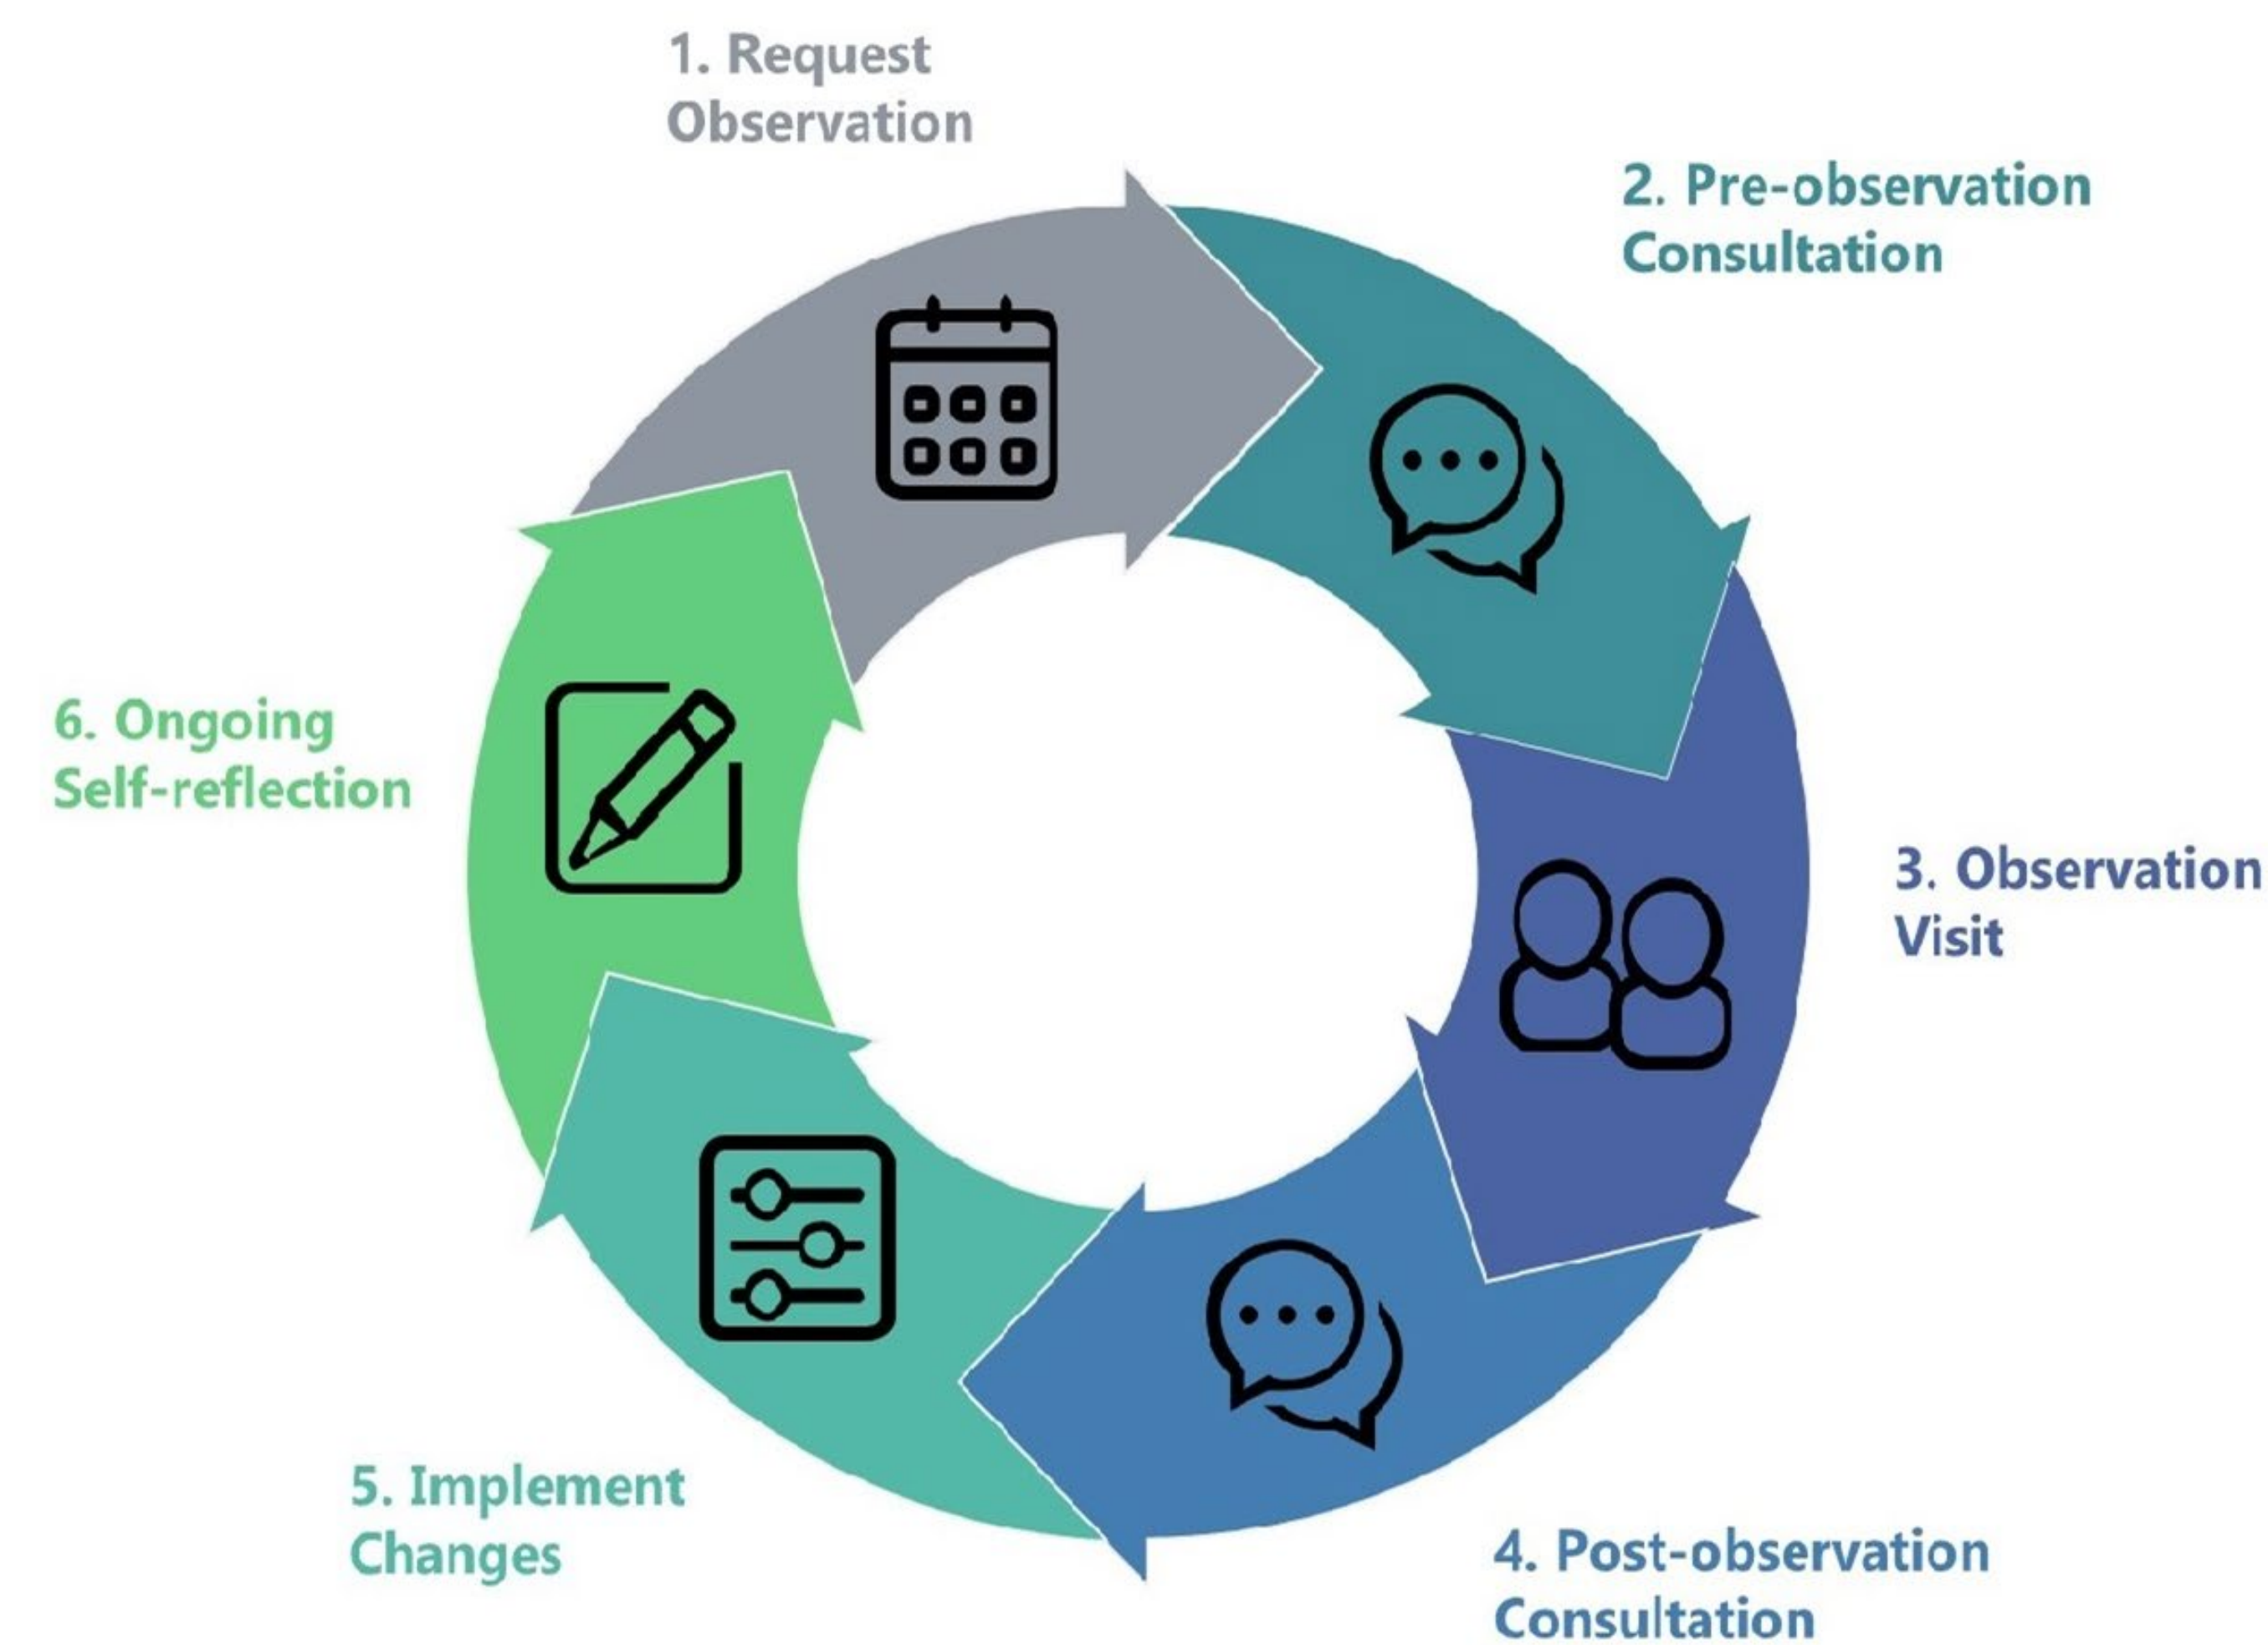 1. Request
Observation
2. Pre-observation
Consultation
3. Observation
Visit
4. Post-observation
Consultation
5. Implement
Changes
6. Ongoing
Self-reflection